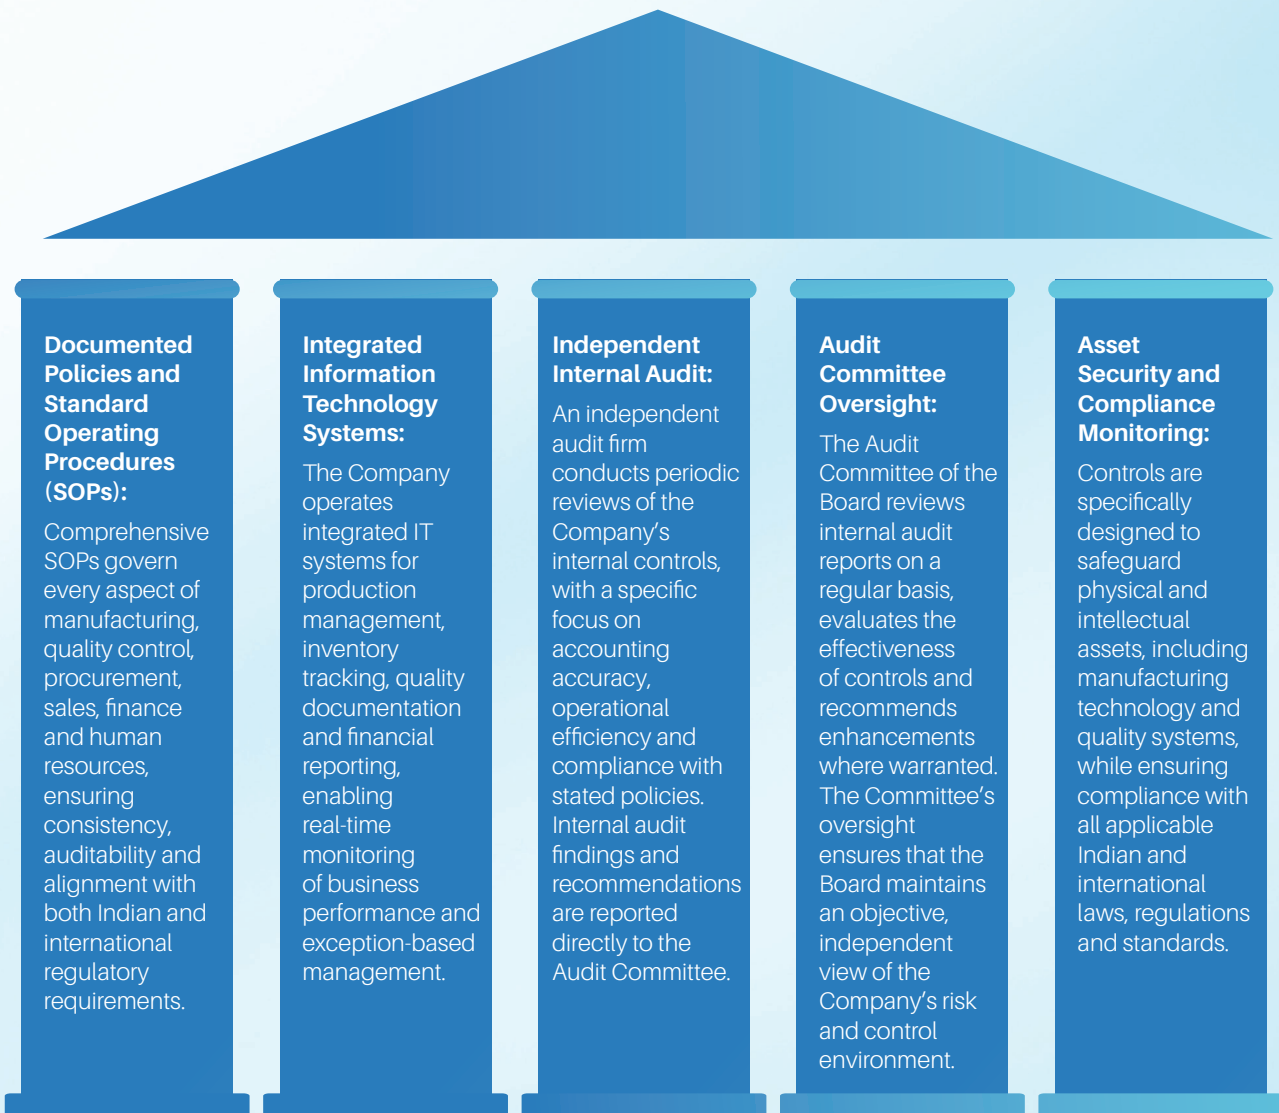 Documented
Policies and
Standard
Operating
Procedures
(SOPs):
Comprehensive
SOPs govern
every aspect of
manufacturing,
quality control,
procurement,
sales, finance
and human
resources,
ensuring
consistency,
auditability and
alignment with
both Indian and
international
regulatory
requirements.
Integrated
Information
Technology
Systems:
The Company
operates
integrated IT
systems for
production
management,
inventory
tracking, quality
documentation
and financial
reporting,
enabling
real-time
monitoring
of business
performance and
exception-based
management.
Independent
Internal Audit:
An independent
audit firm
conducts periodic
reviews of the
Company's
internal controls,
with a specific
focus on
accounting
accuracy,
operational
efficiency and
compliance with
stated policies.
Internal audit
findings and
recommendations
are reported
directly to the
Audit Committee.
Audit
Committee
Oversight:
The Audit
Committee of the
Board reviews
internal audit
reports on a
regular basis,
evaluates the
effectiveness
of controls and
recommends
enhancements
where warranted.
The Committee's
oversight
ensures that the
Board maintains
an objective,
independent
view of the
Company's risk
and control
environment.
Asset
Security and
Compliance
Monitoring:
Controls are
specifically
designed to
safeguard
physical and
intellectual
assets, including
manufacturing
technology and
quality systems,
while ensuring
compliance with
all applicable
Indian and
international
laws, regulations
and standards.